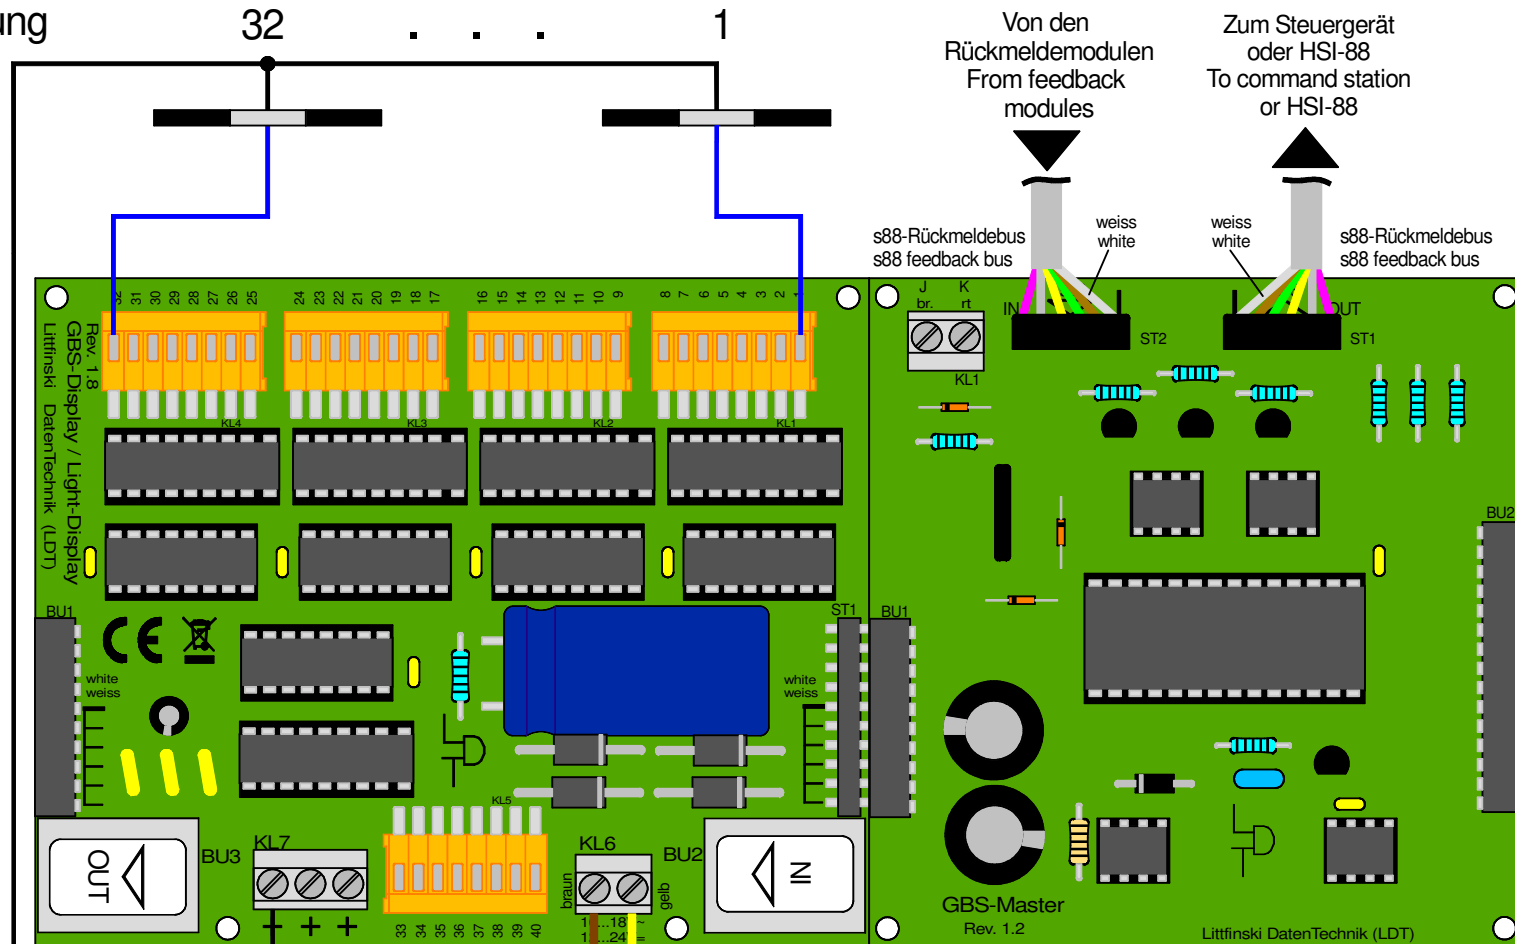 ung
32 . . . 1
Von den
Rückmeldemodulen
From feedback
modules
Zum Steuergerät
oder HSI-88
To command station
or HSI-88
s88-Rückmeldebus
s88 feedback bus
weiss
white
weiss
white
s88-Rückmeldebus
s88 feedback bus
32 31 30 29 28 27 26 25
24 23 22 21 20 19 18 17
16 15 14 13 12 11 10 9
8 7 6 5 4 3 2 1
J K
br. rt
IN
OUT
ST2
ST1
KL1
Rev. 1.8
GBS-Display / Light-Display
Littfinski DatenTechnik (LDT)
KL4
KL3
KL2
KL1
BU2
BU1
CE
white
weiss
ST1
BU1
white
weiss
KL5
OUT
BU3
KL7
+ +
33 34 35 36 37 38 39 40
KL6
braun
gelb
BU2
IN
GBS-Master
Rev. 1.2
Littfinski DatenTechnik (LDT)